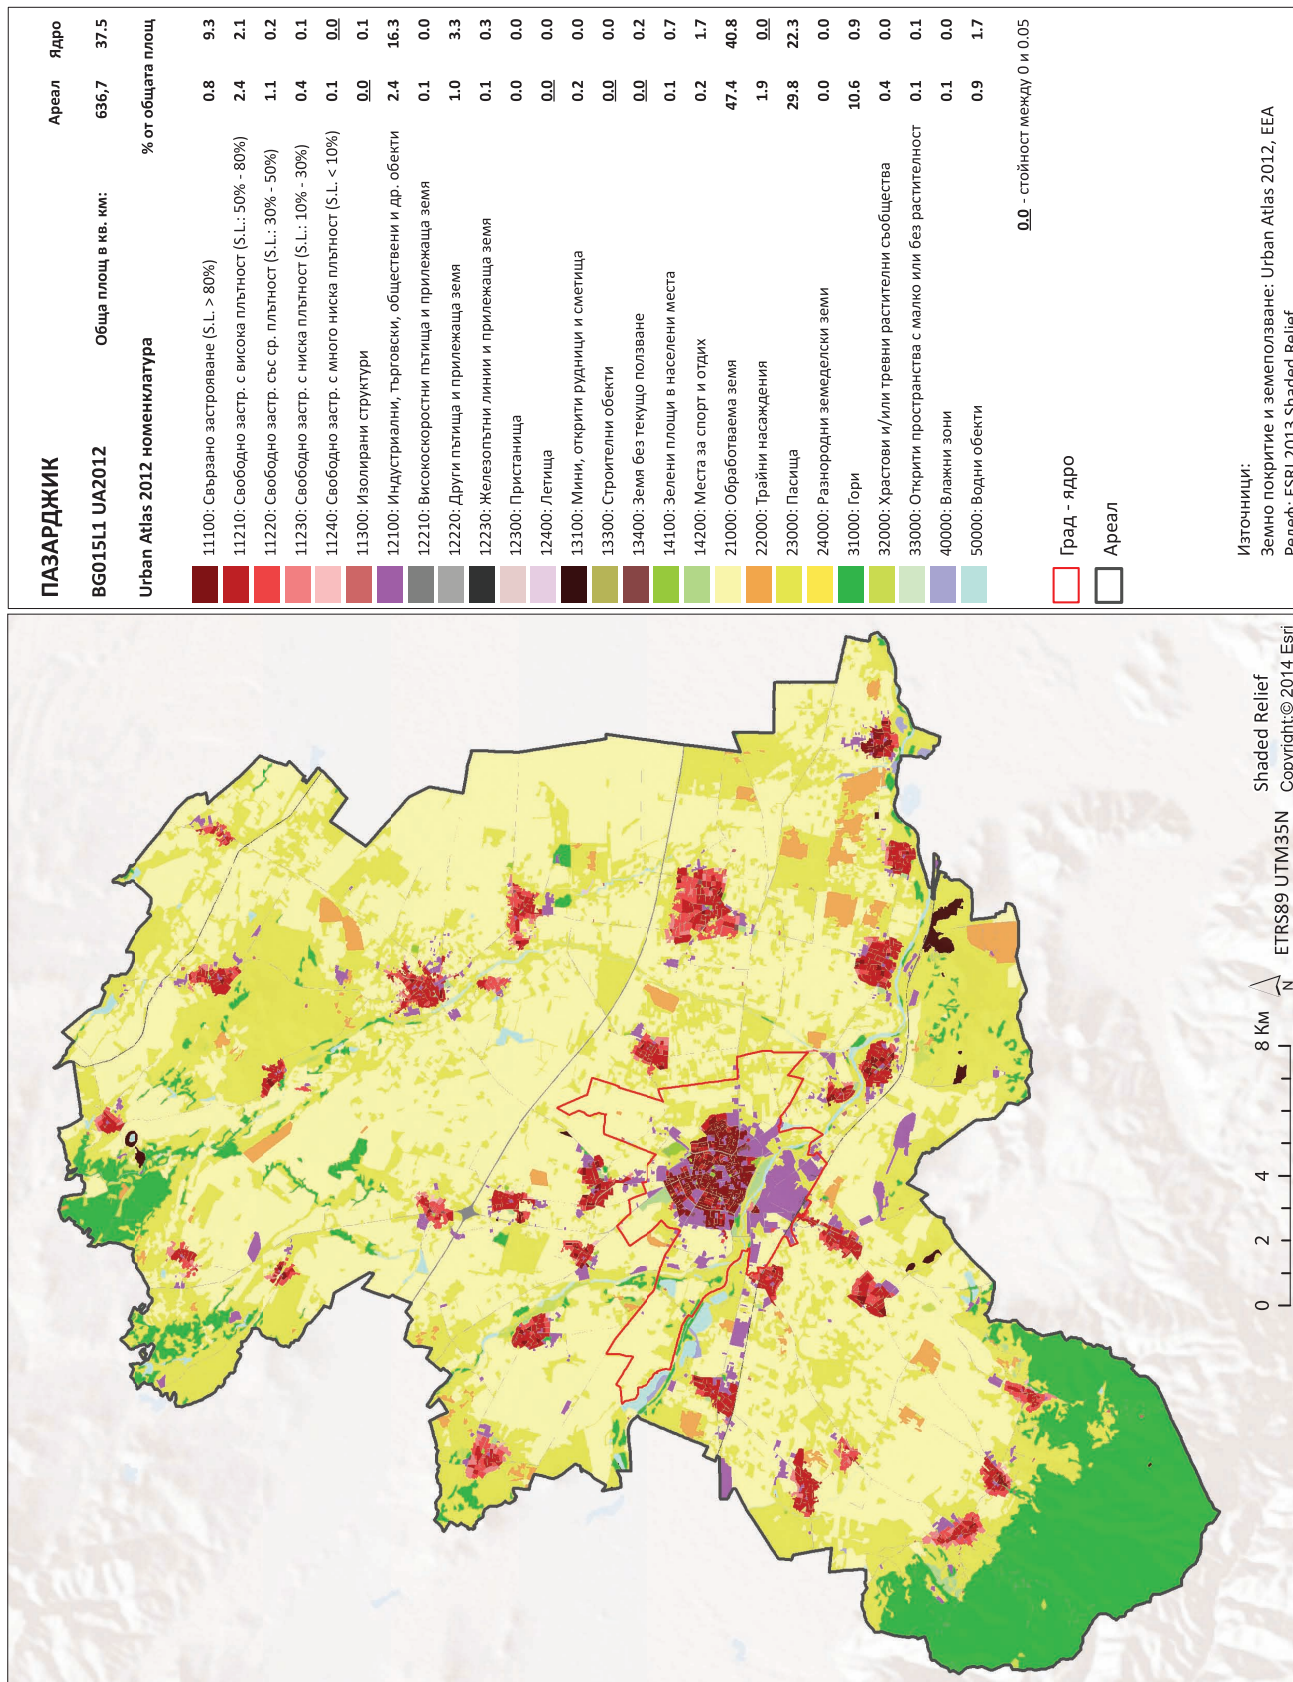 ПАЗАРДЖИК Ареал Ядро
BG015L1 UA2012 Обща площ в кв. км: 636,7 37.5
Urban Atlas 2012 номенклатура % от общата площ
11100: Свързано застрояване (S.L. > 80%) 0.8 9.3
11210: Свободно застр. с висока плътност (S.L.: 50% - 80%) 2.4 2.1
11220: Свободно застр. със ср. плътност (S.L.: 30% - 50%) 1.1 0.2
11230: Свободно застр. с ниска плътност (S.L.: 10% - 30%) 0.4 0.1
11240: Свободно застр. с много ниска плътност (S.L. < 10%) 0.1 0.0
11300: Изолирани структури 0.0 0.1
12100: Индустриални, търговски, обществени и др. обекти 2.4 16.3
12210: Високоскоростни пътища и прилежаща земя 0.1 0.0
12220: Други пътища и прилежаща земя 1.0 3.3
12230: Железопътни линии и прилежаща земя 0.1 0.3
12300: Пристанища 0.0 0.0
12400: Летища 0.0 0.0
13100: Мини, открити рудници и сметища 0.2 0.0
13300: Строителни обекти 0.0 0.0
13400: Земя без текущо ползване 0.0 0.2
14100: Зелени площи в населени места 0.1 0.7
14200: Места за спорт и отдих 0.2 1.7
21000: Обработваема земя 47.4 40.8
22000: Трайни насаждения 1.9 0.0
23000: Пасища 29.8 22.3
24000: Разнородни земеделски земи 0.0 0.0
31000: Гори 10.6 0.9
32000: Храстови и/или тревни растителни съобщества 0.4 0.0
33000: Открити пространства с малко или без растителност 0.1 0.1
40000: Влажни зони 0.1 0.0
50000: Водни обекти 0.9 1.7
0.0 - стойност между 0 и 0.05
Град - ядро
Ареал
Източници:
Земно покритие и земеползване: Urban Atlas 2012, EEA
Релеф: ESRI 2013 Shaded Relief
0 2 4 8 Км
N
ETRS89 UTM35N
Shaded Relief
Copyright:© 2014 Esri